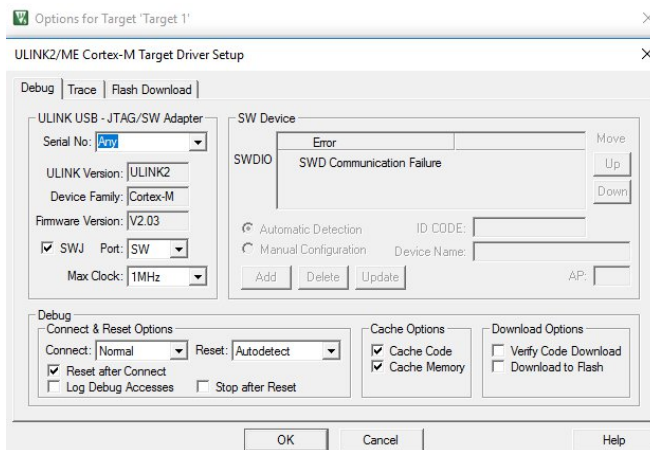 Options for Target 'Target 1'
ULINK2/ME Cortex-M Target Driver Setup
Debug Trace Flash Download
ULINK USB - JTAG/SW Adapter
Serial No: Any
ULINK Version: ULINK2
Device Family: Cortex-M
Firmware Version: V2.03
SWJ Port: SW
Max Clock: 1MHz
SW Device
Error
SWDIO SWD Communication Failure
Move
Up
Down
Automatic Detection ID CODE:
Manual Configuration Device Name:
Add Delete Update AP:
Debug
Connect & Reset Options
Connect: Normal Reset: Autodetect
Reset after Connect
Log Debug Accesses Stop after Reset
Cache Options
Cache Code
Cache Memory
Download Options
Verify Code Download
Download to Flash
OK Cancel Help